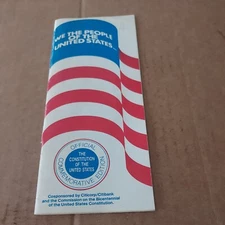 WE THE PEOPLE
OF THE
UNITED STATES...
OFFICIAL
THE
CONSTITUTION
OF THE
UNITED STATES
COMMEMORATIVE EDITION
Cosponsored by Citicorp/Citibank
and the Commission on the Bicentennial
of the United States Constitution.